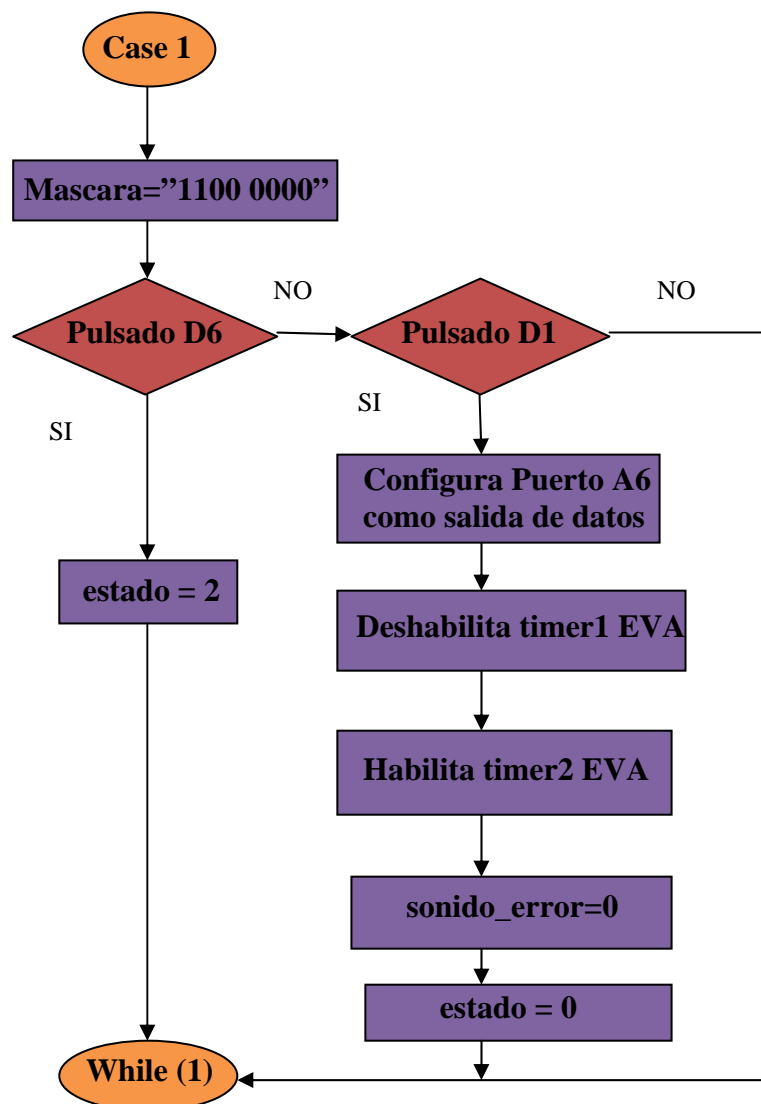 Case 1
Mascara=”1100 0000”
NO
NO
Pulsado D6
Pulsado D1
SI
SI
Configura Puerto A6
como salida de datos
estado = 2
Deshabilita timer1 EVA
Habilita timer2 EVA
sonido_error=0
estado = 0
While (1)